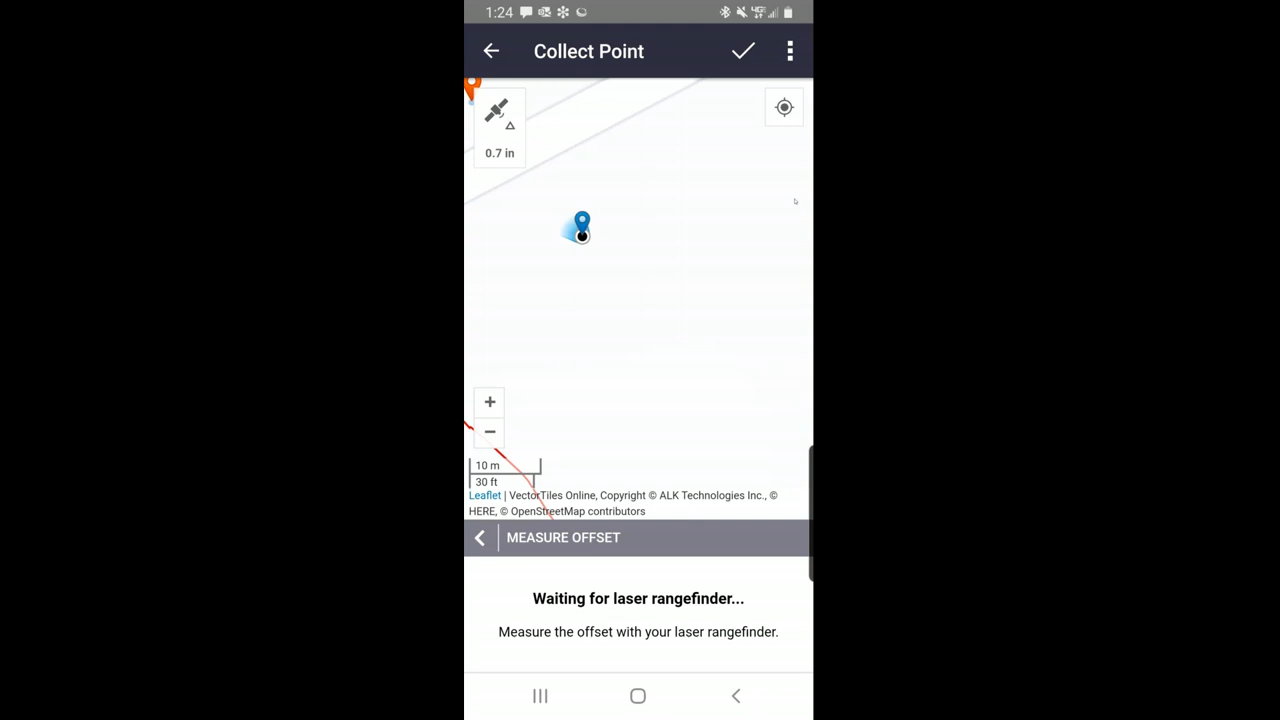 1:24
Collect Point
0.7 in
+
−
10 m
30 ft
Leaflet | VectorTiles Online, Copyright © ALK Technologies Inc., ©
HERE, © OpenStreetMap contributors
MEASURE OFFSET
Waiting for laser rangefinder...
Measure the offset with your laser rangefinder.